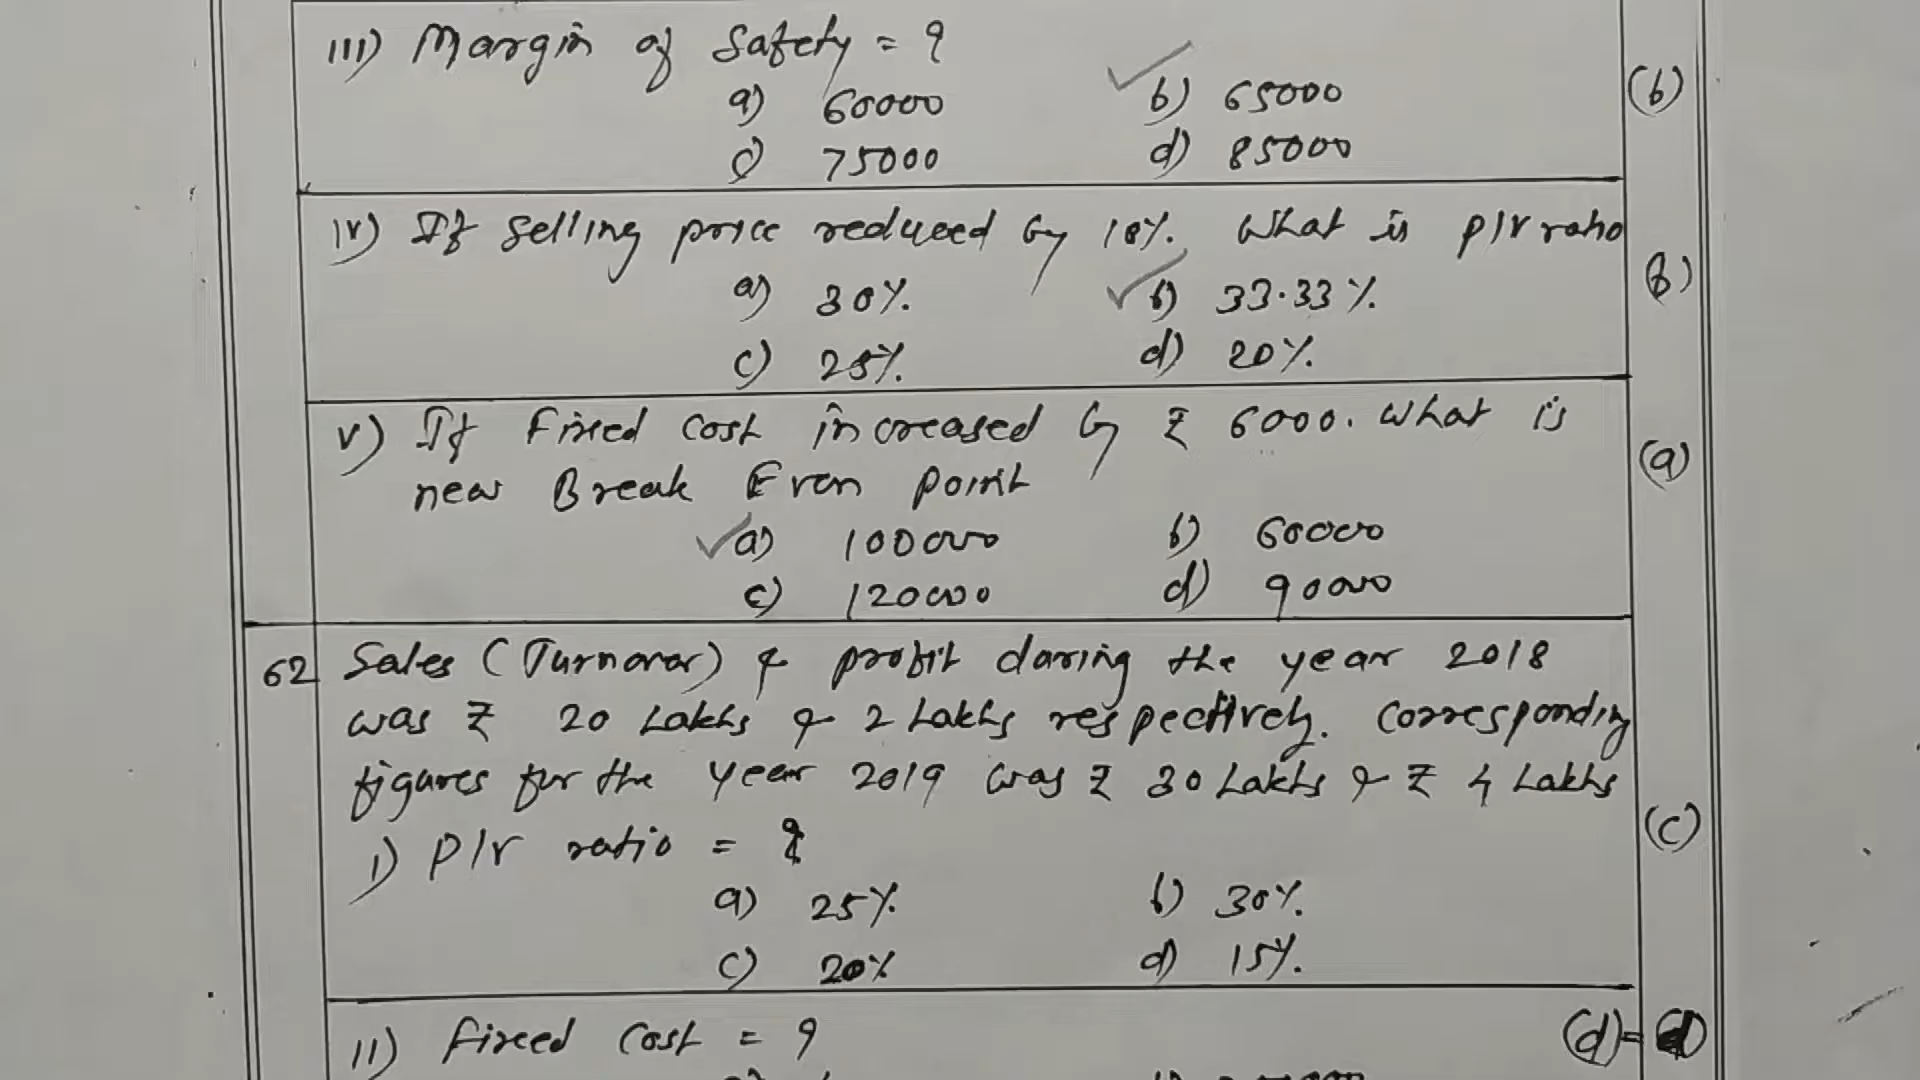 III) Margin of Safety = ?
a) 60000 b) 65000 (b)
c) 75000 d) 85000
IV) If selling price reduced by 10%. What is P/V ratio
a) 30% b) 33.33% (b)
c) 25% d) 20%
V) If Fixed cost increased by ₹ 6000. What is
new Break Even Point (a)
a) 100000 b) 60000
c) 120000 d) 90000
62 Sales (Turnover) & profit during the year 2018
was ₹ 20 Lakhs & 2 Lakhs respectively. Corresponding
figures for the year 2019 was ₹ 30 Lakhs & ₹ 4 Lakhs
I) P/V ratio = ? (c)
a) 25% b) 30%
c) 20% d) 15%
II) Fixed Cost = ? (d)=